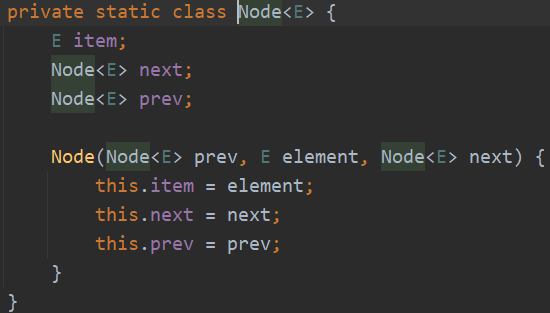 private static class Node<E> {
    E item;
    Node<E> next;
    Node<E> prev;

    Node(Node<E> prev, E element, Node<E> next) {
        this.item = element;
        this.next = next;
        this.prev = prev;
    }
}